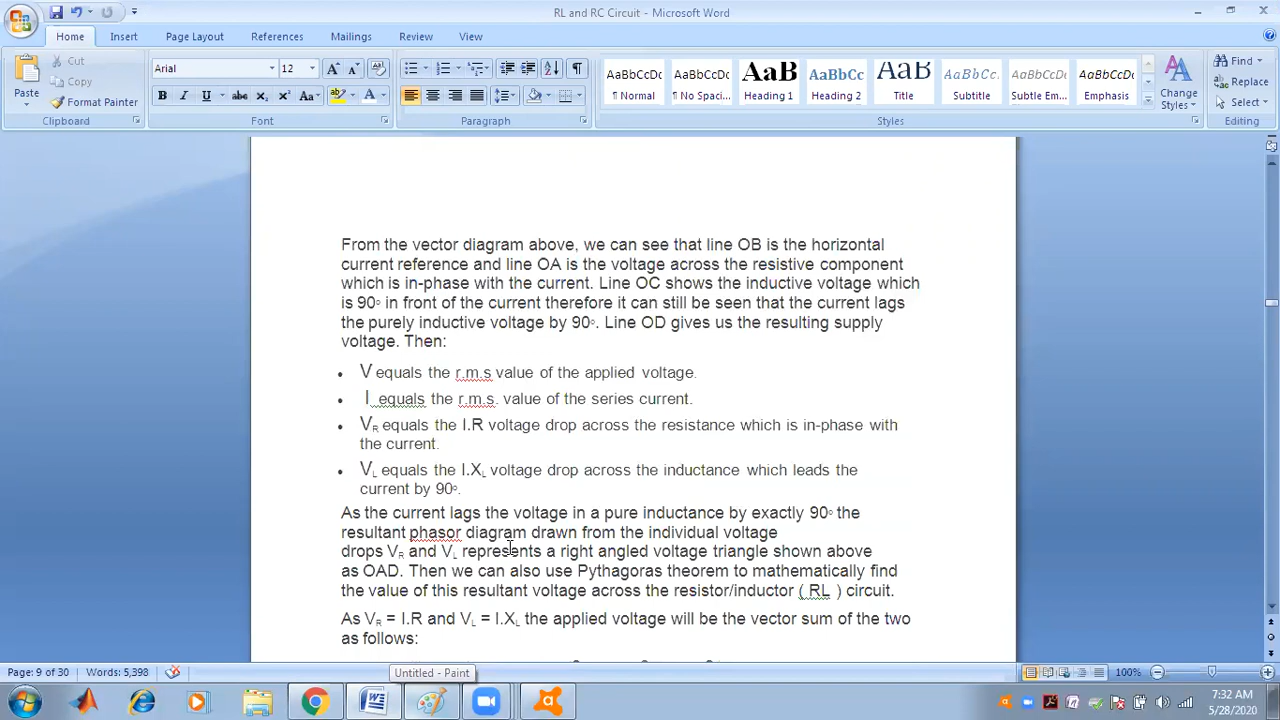 RL and RC Circuit - Microsoft Word
Home Insert Page Layout References Mailings Review View
Paste
Cut
Copy
Format Painter
Clipboard
Arial 12
B I U abc x₂ x² Aa
Font
Paragraph
AaBbCcDc AaBbCcDc AaB AaBbCc AaB AaBbCc AaBbCcDc AaBbCcDc
¶ Normal ¶ No Spaci... Heading 1 Heading 2 Title Subtitle Subtle Em... Emphasis
Change Styles
Styles
Find
Replace
Select
Editing
From the vector diagram above, we can see that line OB is the horizontal
current reference and line OA is the voltage across the resistive component
which is in-phase with the current. Line OC shows the inductive voltage which
is 90° in front of the current therefore it can still be seen that the current lags
the purely inductive voltage by 90°. Line OD gives us the resulting supply
voltage. Then:
• V equals the r.m.s value of the applied voltage.
• I equals the r.m.s. value of the series current.
• VR equals the I.R voltage drop across the resistance which is in-phase with
the current.
• VL equals the I.XL voltage drop across the inductance which leads the
current by 90°.
As the current lags the voltage in a pure inductance by exactly 90° the
resultant phasor diagram drawn from the individual voltage
drops VR and VL represents a right angled voltage triangle shown above
as OAD. Then we can also use Pythagoras theorem to mathematically find
the value of this resultant voltage across the resistor/inductor ( RL ) circuit.
As VR = I.R and VL = I.XL the applied voltage will be the vector sum of the two
as follows:
Page: 9 of 30 Words: 5,398
Untitled - Paint
100%
7:32 AM
5/28/2020